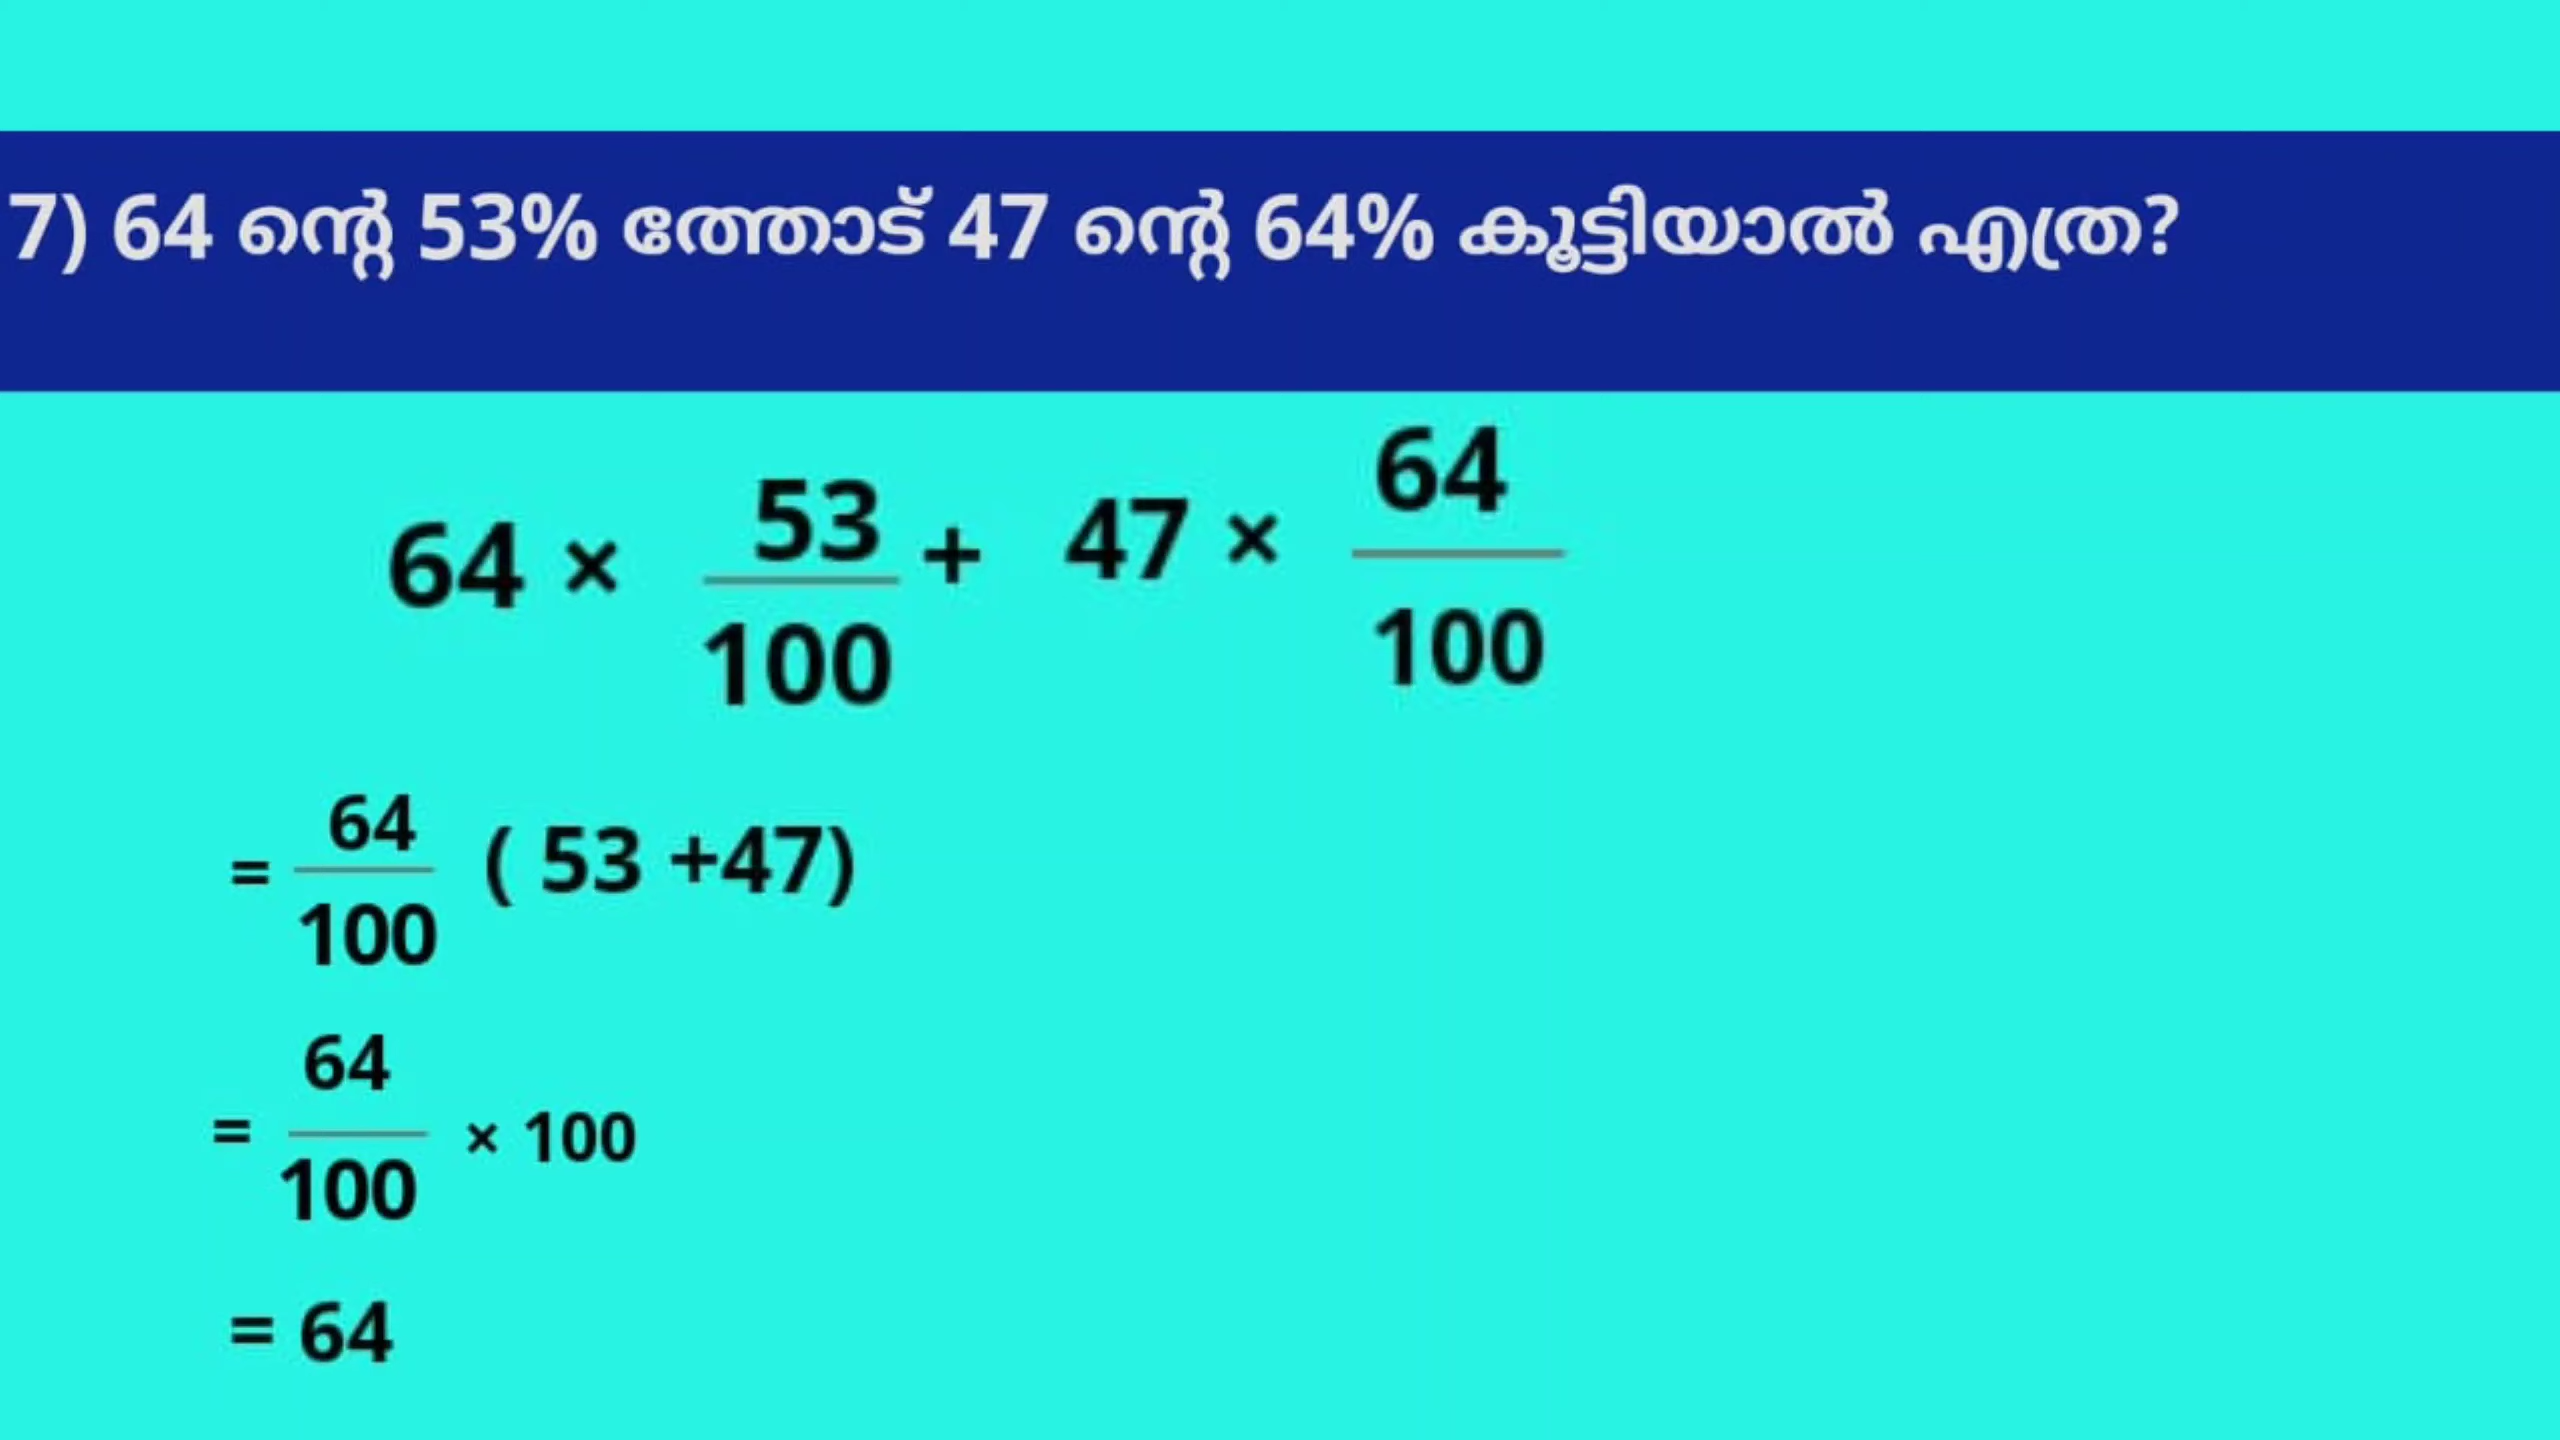 7) 64 ന്റെ 53% ത്തോട് 47 ന്റെ 64% കൂട്ടിയാൽ എത്ര?
64 × 53/100 + 47 × 64/100
= 64/100 ( 53 +47)
= 64/100 × 100
= 64